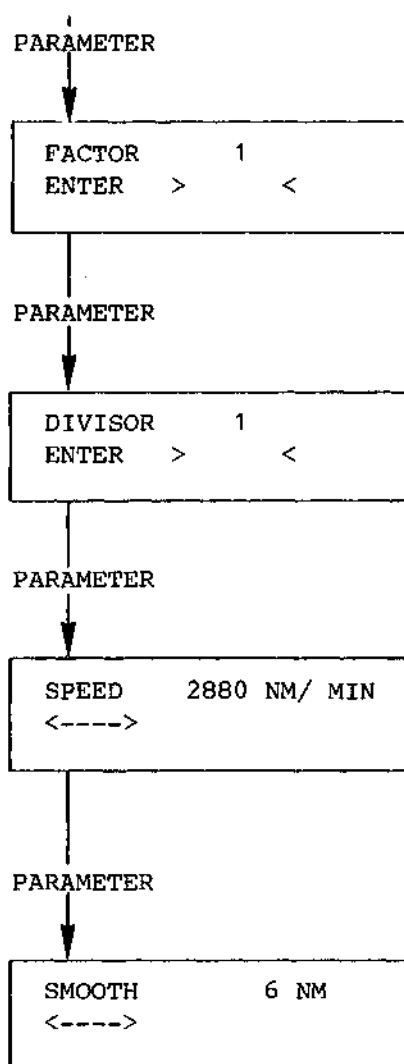 PARAMETER
FACTOR 1
ENTER > <
PARAMETER
DIVISOR 1
ENTER > <
PARAMETER
SPEED 2880 NM/ MIN
<---->
PARAMETER
SMOOTH 6 NM
<---->